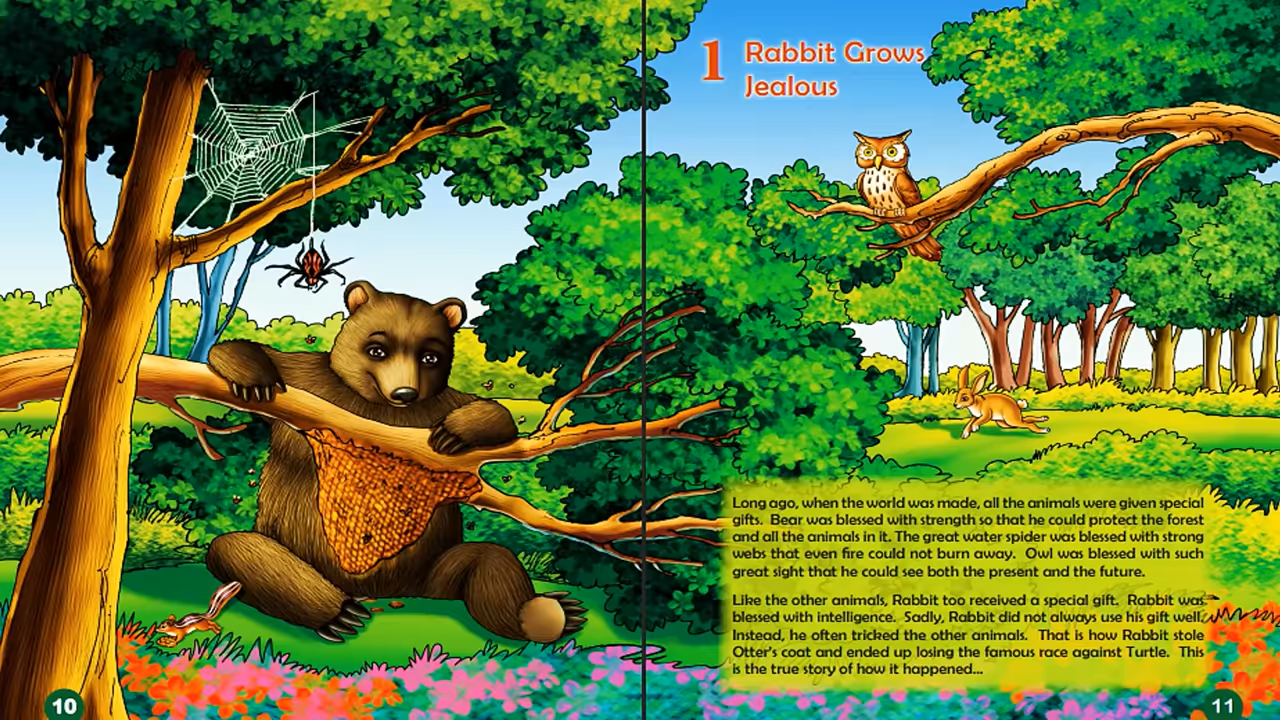 1 Rabbit Grows
Jealous
Long ago, when the world was made, all the animals were given special
gifts. Bear was blessed with strength so that he could protect the forest
and all the animals in it. The great water spider was blessed with strong
webs that even fire could not burn away. Owl was blessed with such
great sight that he could see both the present and the future.
Like the other animals, Rabbit too received a special gift. Rabbit was
blessed with intelligence. Sadly, Rabbit did not always use his gift well.
Instead, he often tricked the other animals. That is how Rabbit stole
Otter's coat and ended up losing the famous race against Turtle. This
is the true story of how it happened...
10
11